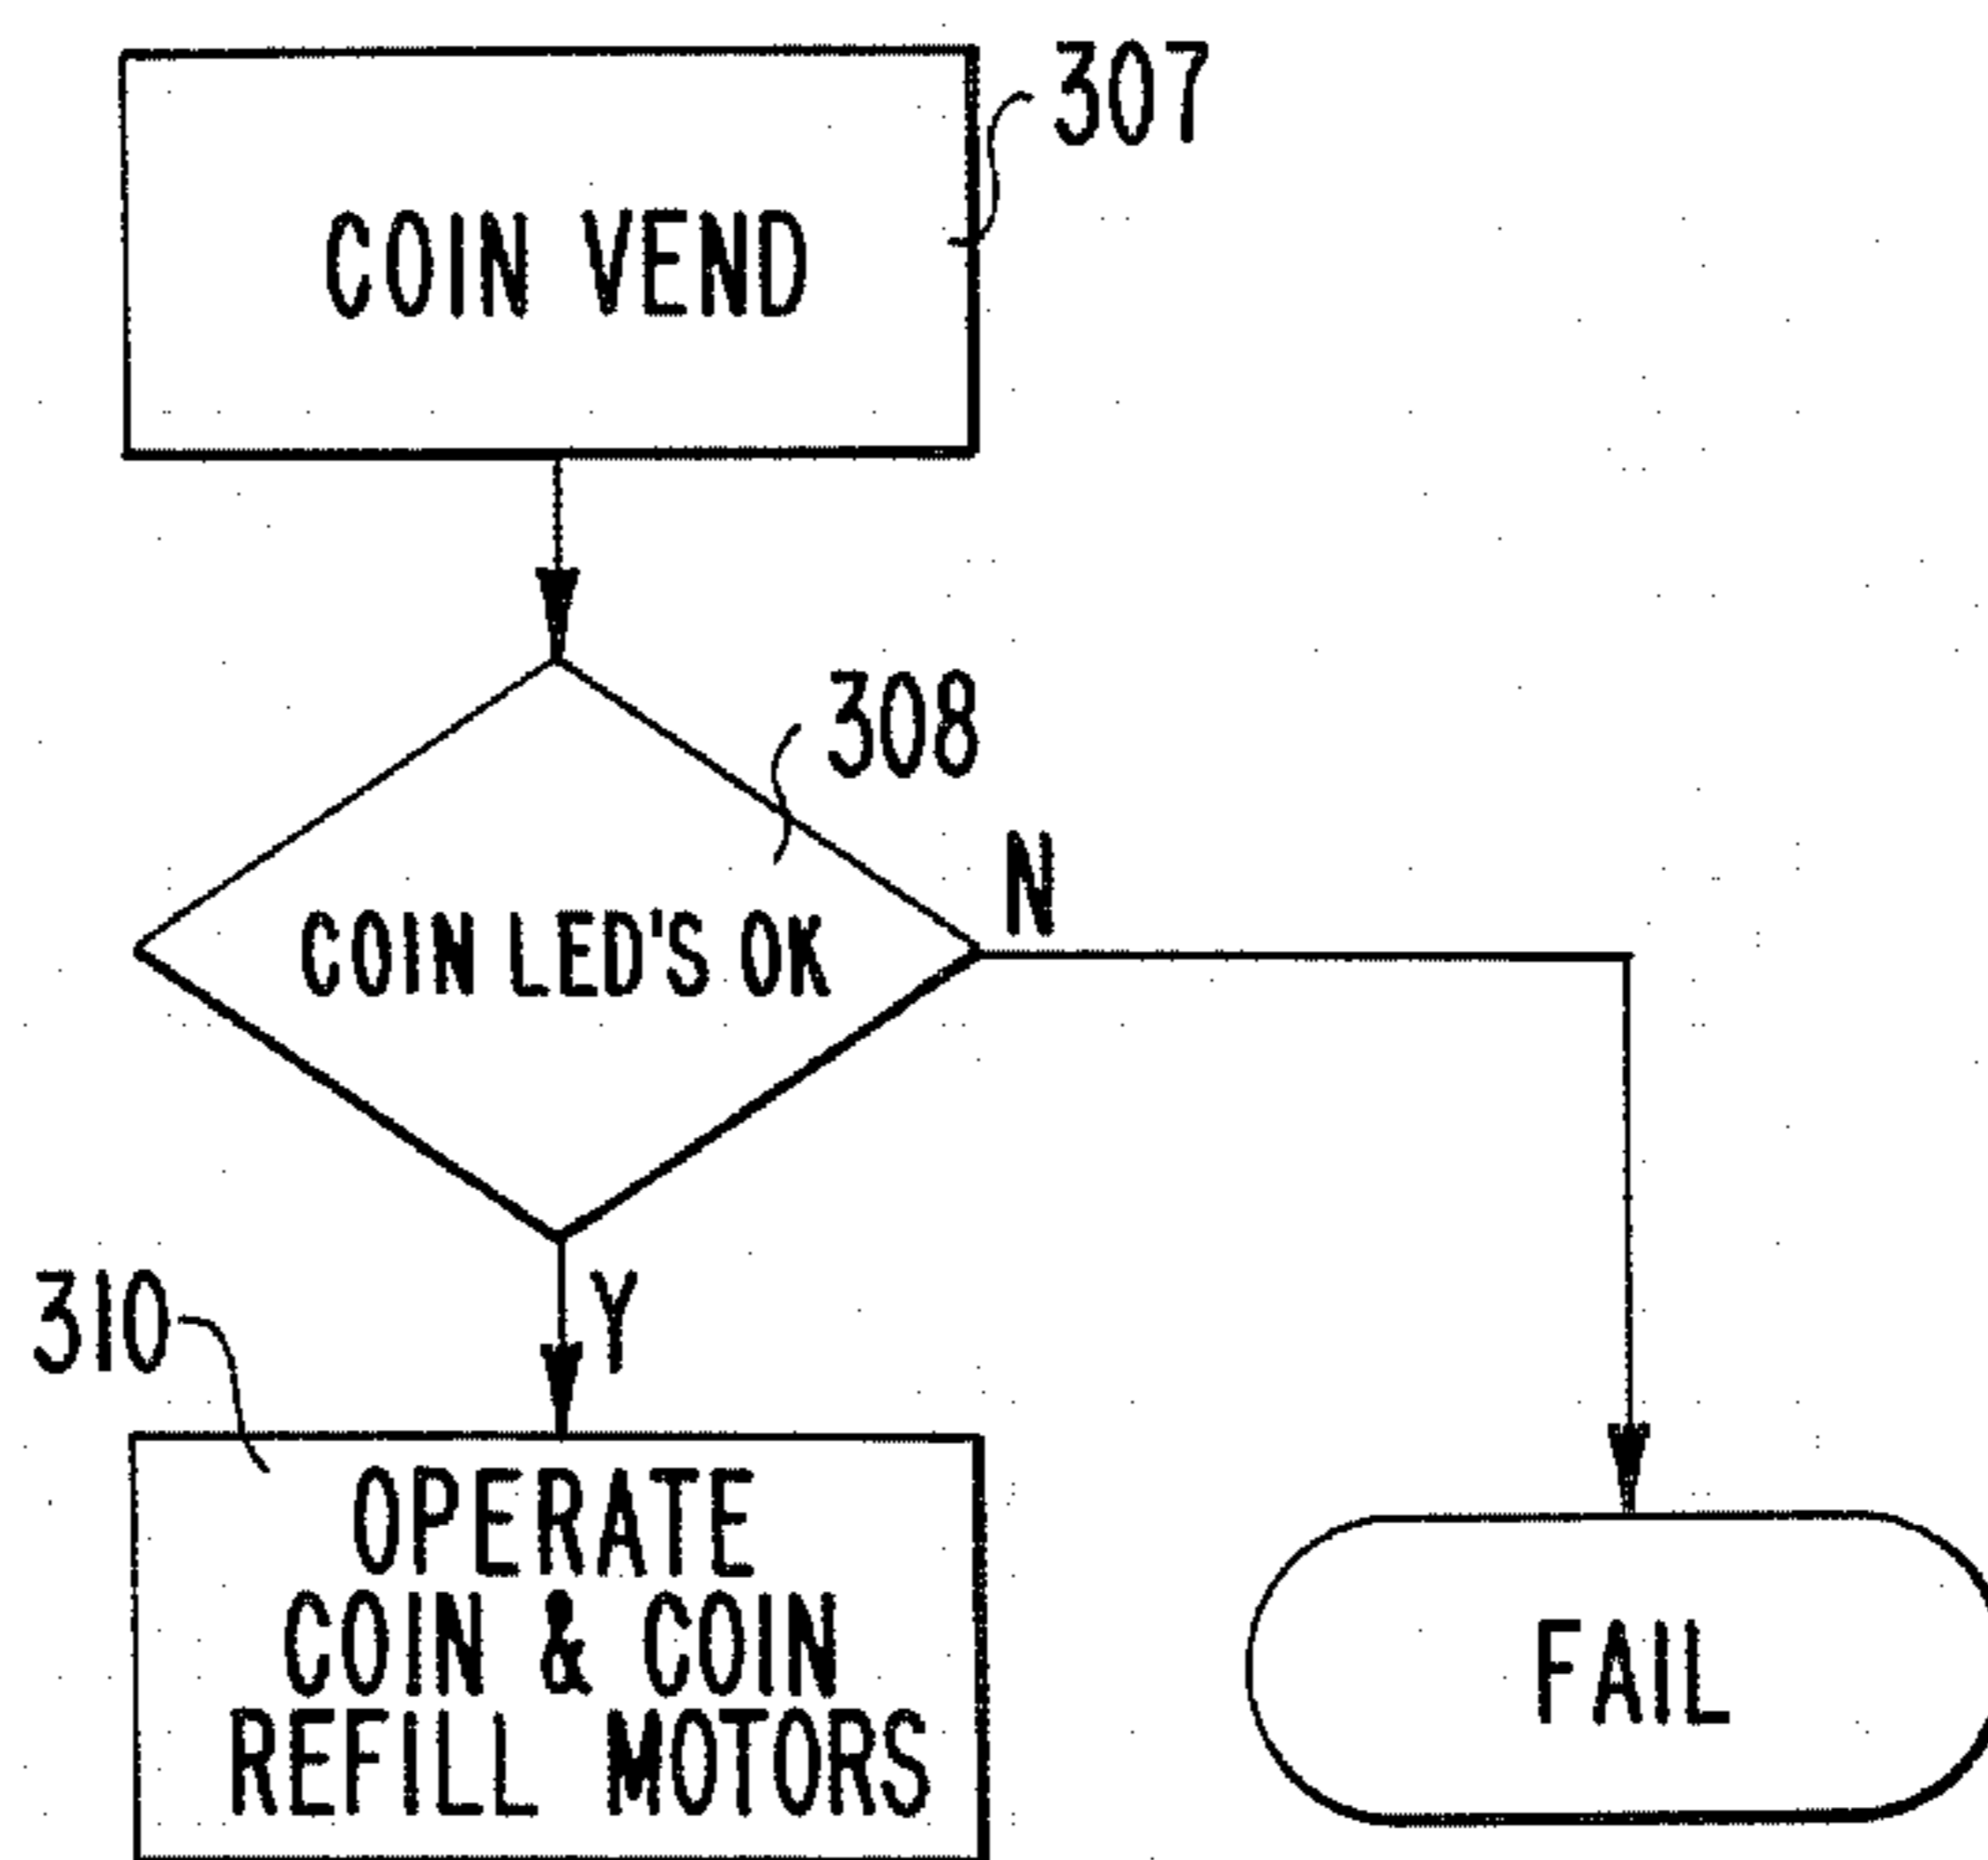 307
COIN VEND
308
N
COIN LED'S OK
310
Y
OPERATE
COIN & COIN
REFILL MOTORS
FAIL